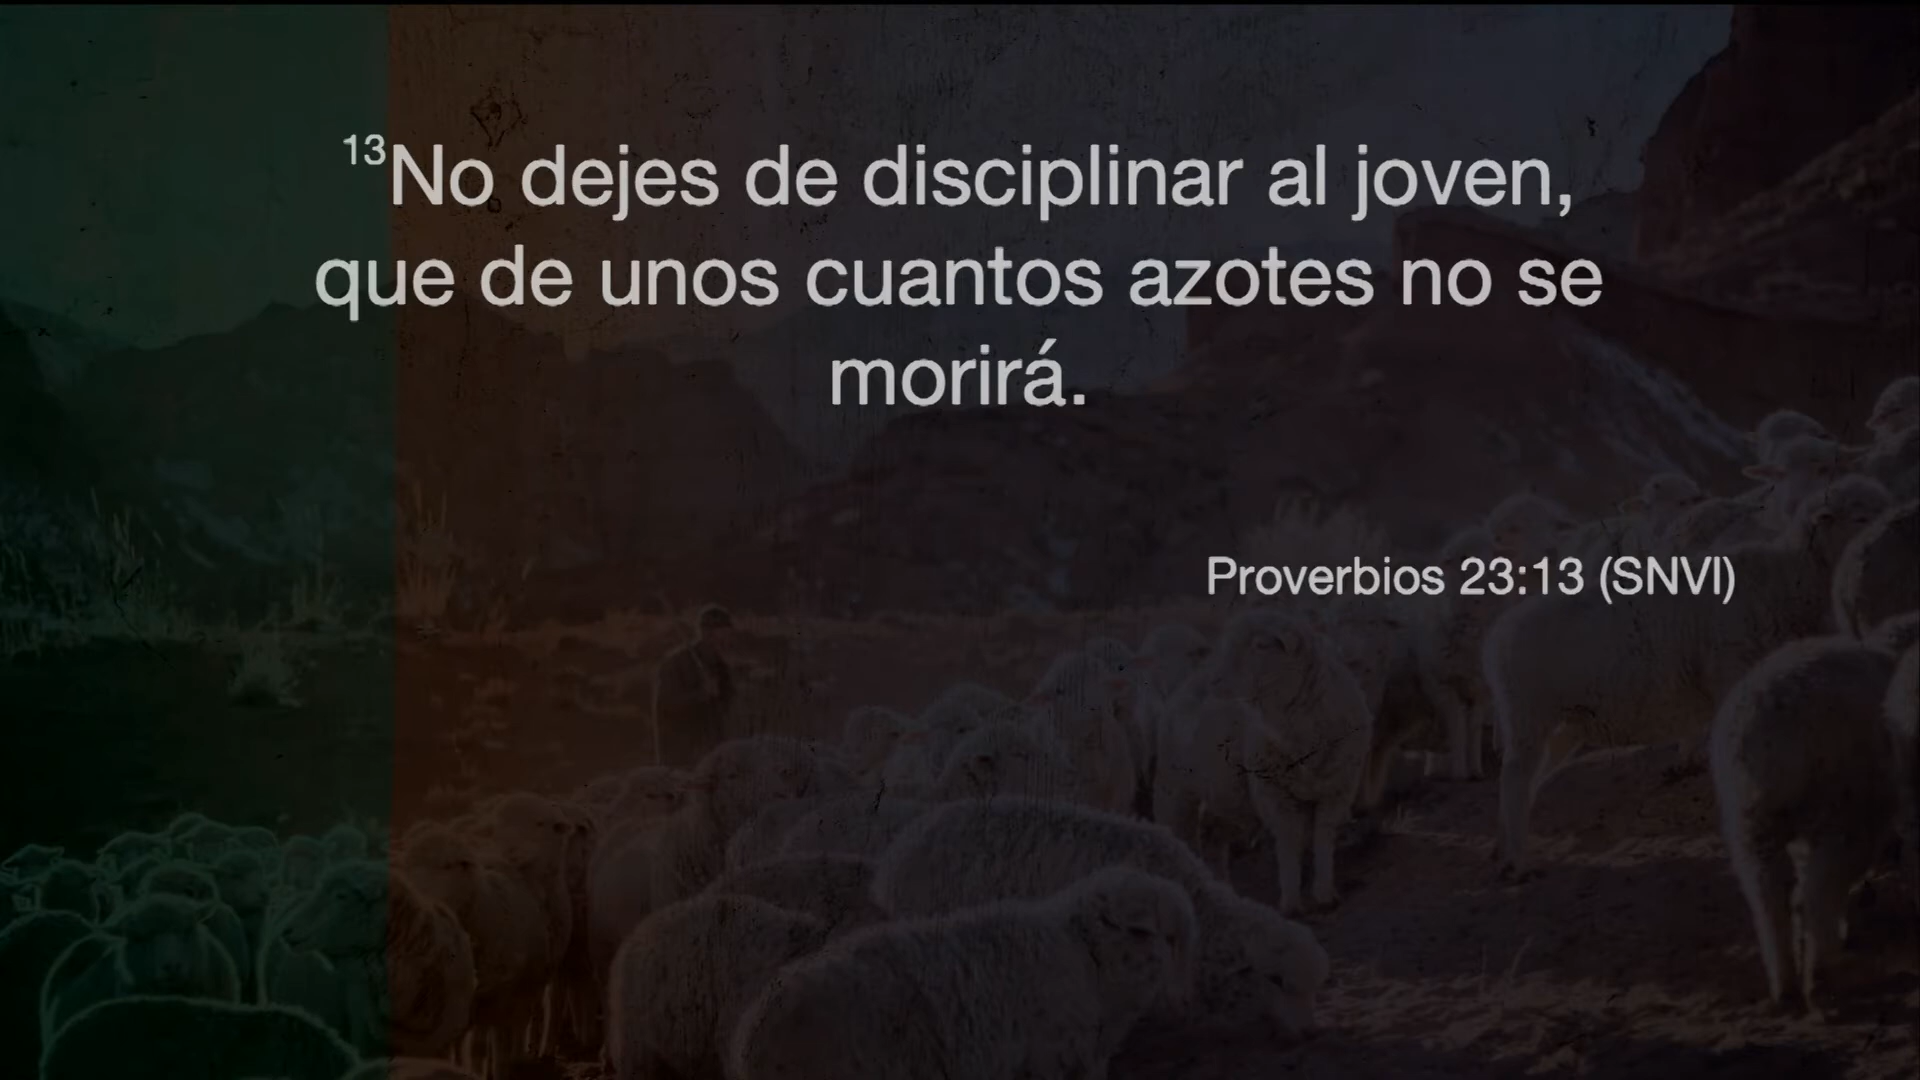 ¹³No dejes de disciplinar al joven,
que de unos cuantos azotes no se
morirá.
Proverbios 23:13 (SNVI)